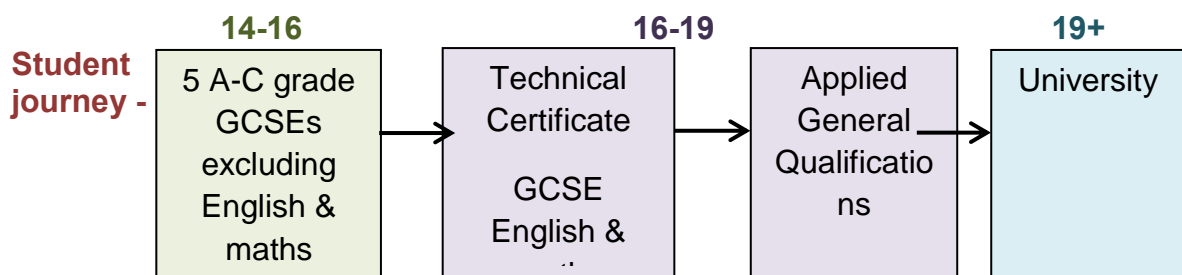 14-16
16-19
19+
Student
journey -
5 A-C grade
GCSEs
excluding
English &
maths
Technical
Certificate
GCSE
English &
Applied
General
Qualificatio
ns
University